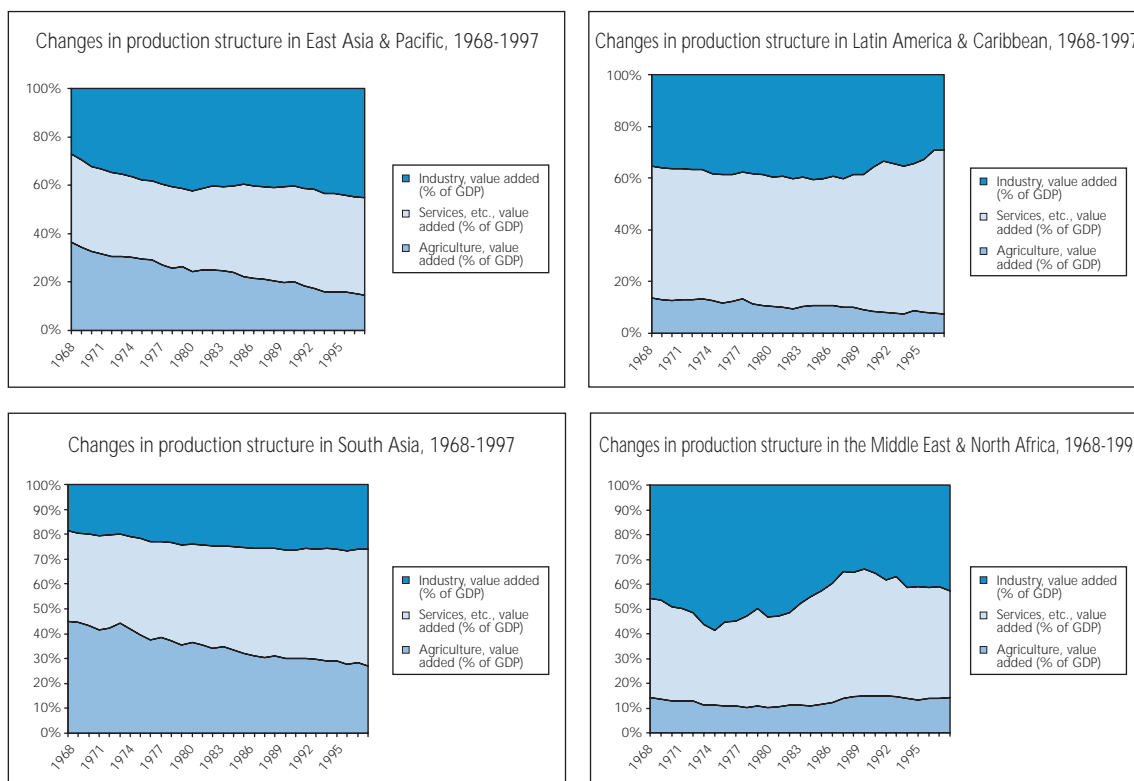 Changes in production structure in East Asia & Pacific, 1968-1997
100%
80%
60%
40%
20%
0%
1968
1971
1974
1977
1980
1983
1986
1989
1992
1995
Industry, value added
(% of GDP)
Services, etc., value
added (% of GDP)
Agriculture, value
added (% of GDP)
Changes in production structure in Latin America & Caribbean, 1968-1997
100%
80%
60%
40%
20%
0%
1968
1971
1974
1977
1980
1983
1986
1989
1992
1995
Industry, value added
(% of GDP)
Services, etc., value
added (% of GDP)
Agriculture, value
added (% of GDP)
Changes in production structure in South Asia, 1968-1997
100%
90%
80%
70%
60%
50%
40%
30%
20%
10%
0%
1968
1971
1974
1977
1980
1983
1986
1989
1992
1995
Industry, value added
(% of GDP)
Services, etc., value
added (% of GDP)
Agriculture, value
added (% of GDP)
Changes in production structure in the Middle East & North Africa, 1968-199
100%
90%
80%
70%
60%
50%
40%
30%
20%
10%
0%
1968
1971
1974
1977
1980
1983
1986
1989
1992
1995
Industry, value added
(% of GDP)
Services, etc., value
added (% of GDP)
Agriculture, value
added (% of GDP)